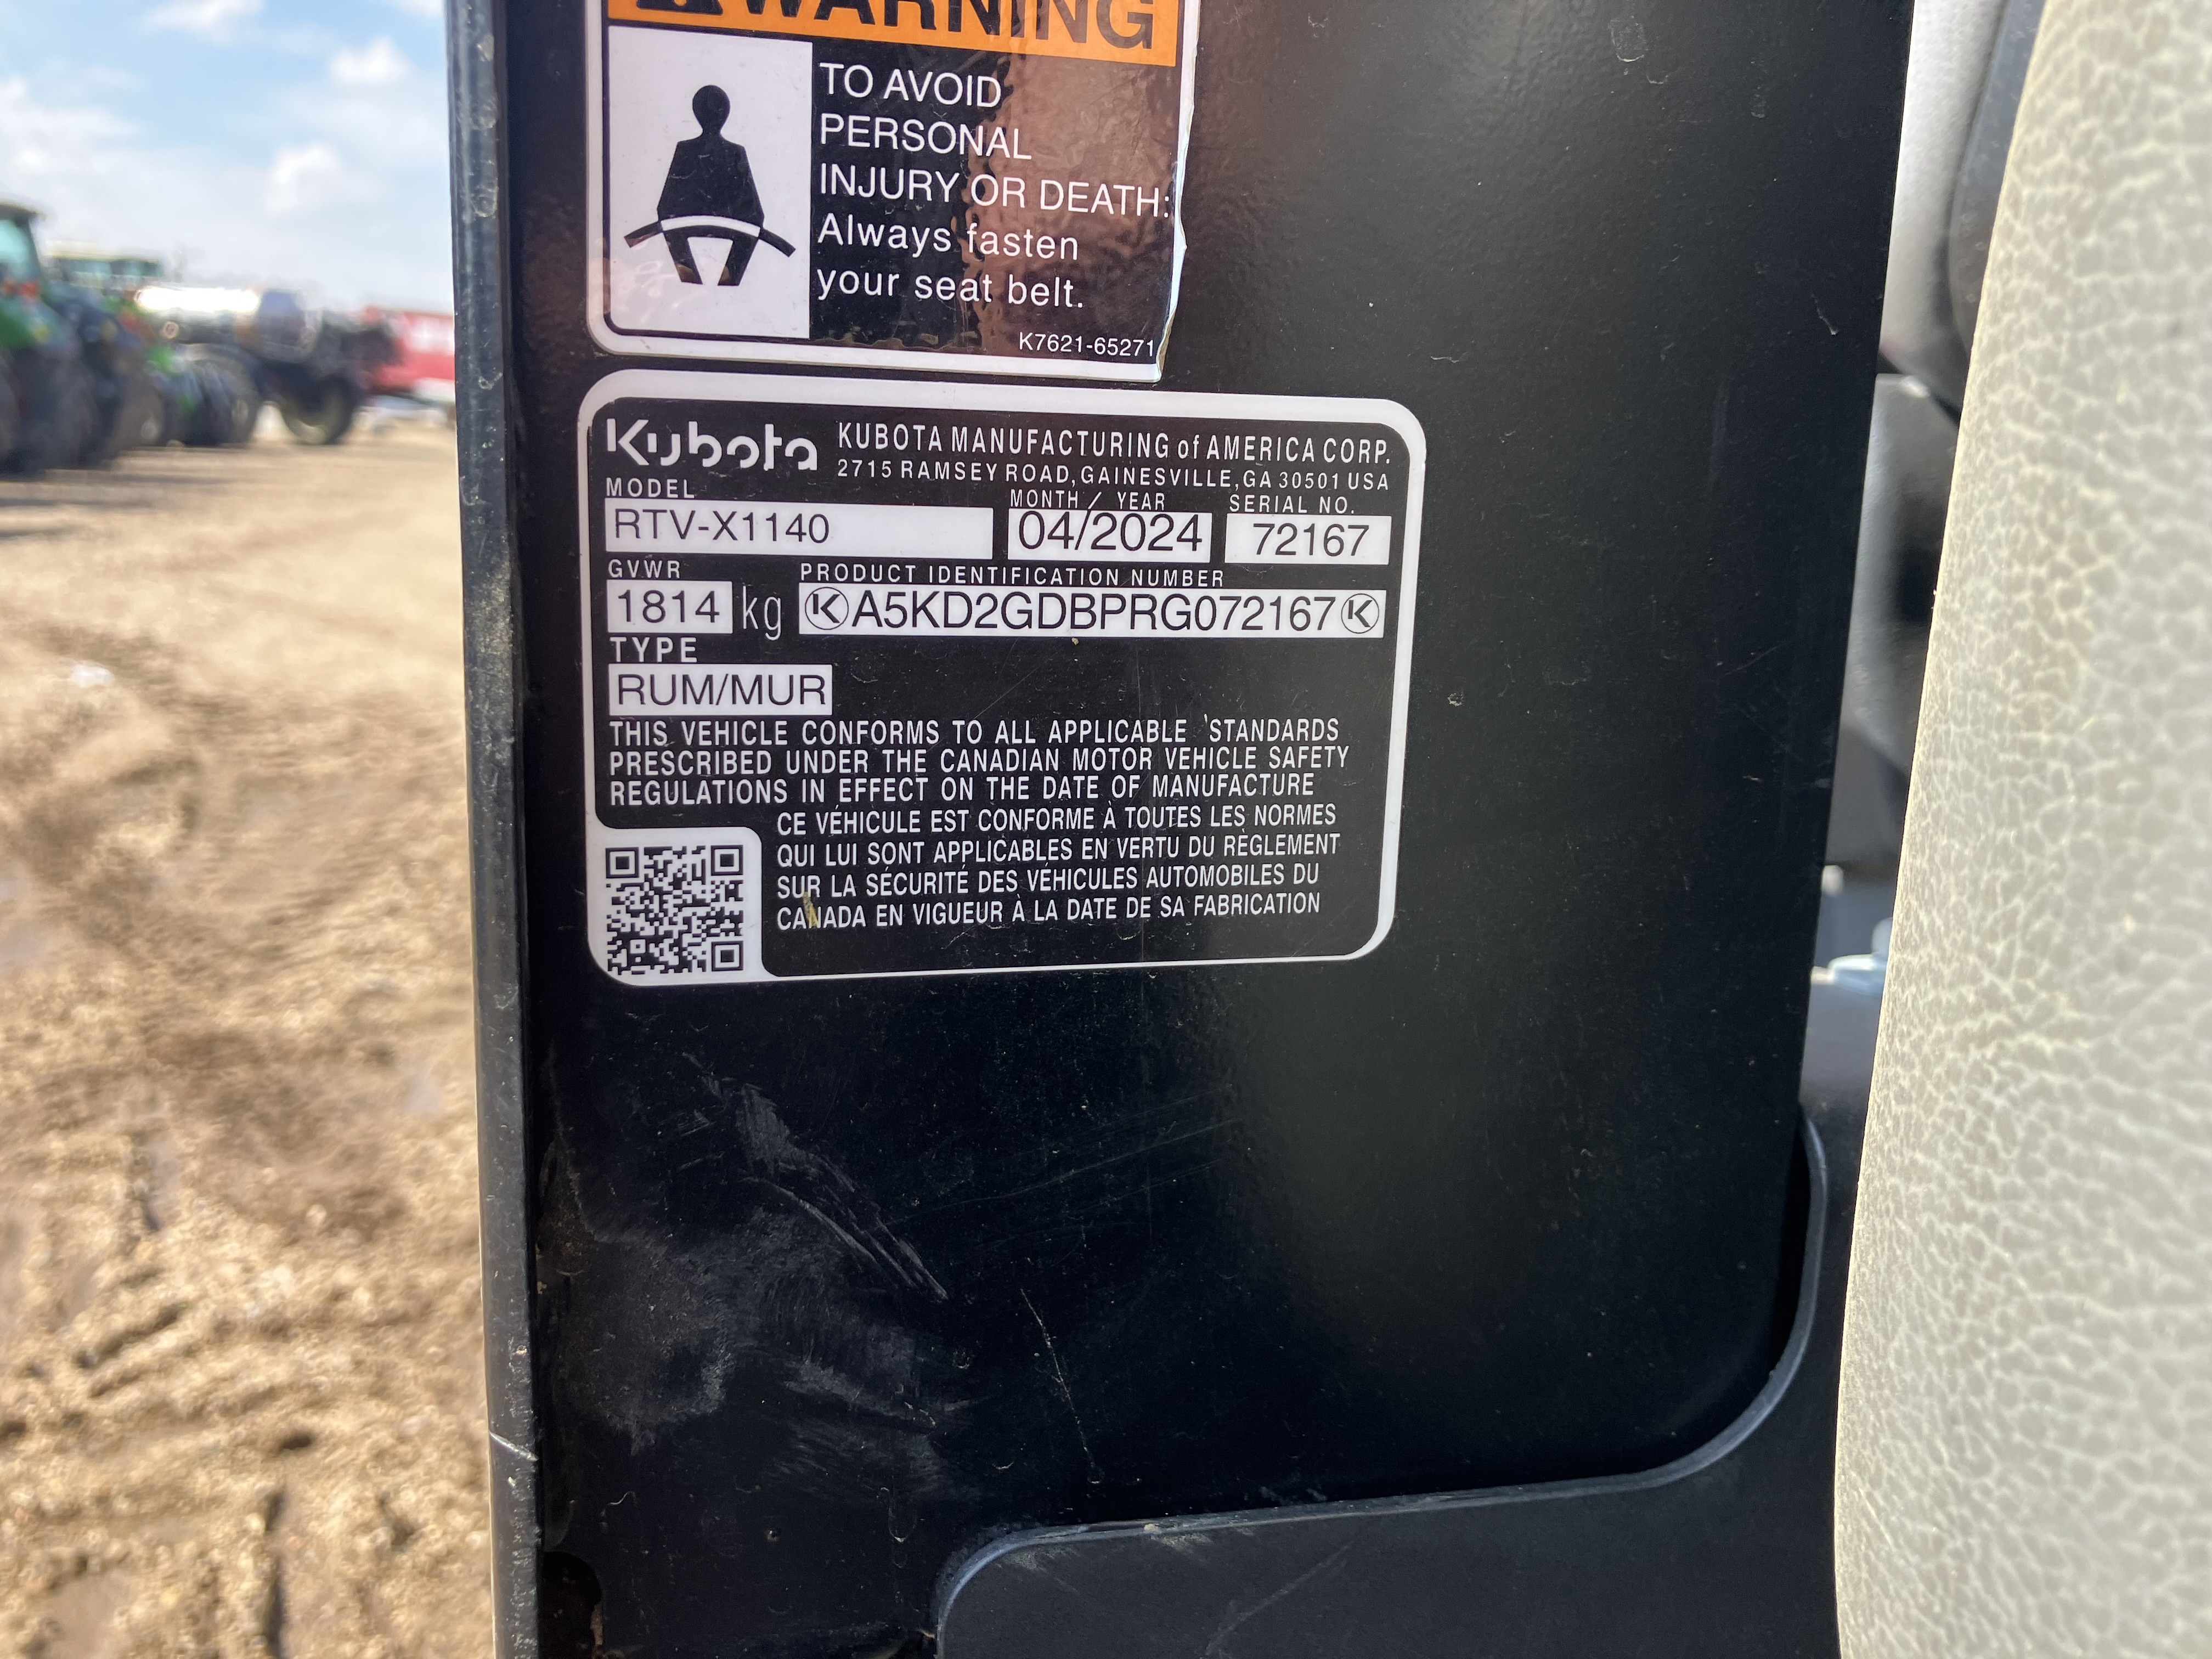 WARNING
TO AVOID
PERSONAL
INJURY OR DEATH:
Always fasten
your seat belt.
K7621-65271
Kubota KUBOTA MANUFACTURING of AMERICA CORP.
2715 RAMSEY ROAD, GAINESVILLE, GA 30501 USA
MODEL MONTH / YEAR SERIAL NO.
RTV-X1140 04/2024 72167
GVWR PRODUCT IDENTIFICATION NUMBER
1814 kg K A5KD2GDBPRG072167 K
TYPE
RUM/MUR
THIS VEHICLE CONFORMS TO ALL APPLICABLE STANDARDS
PRESCRIBED UNDER THE CANADIAN MOTOR VEHICLE SAFETY
REGULATIONS IN EFFECT ON THE DATE OF MANUFACTURE
CE VÉHICULE EST CONFORME À TOUTES LES NORMES
QUI LUI SONT APPLICABLES EN VERTU DU RÈGLEMENT
SUR LA SÉCURITÉ DES VÉHICULES AUTOMOBILES DU
CANADA EN VIGUEUR À LA DATE DE SA FABRICATION